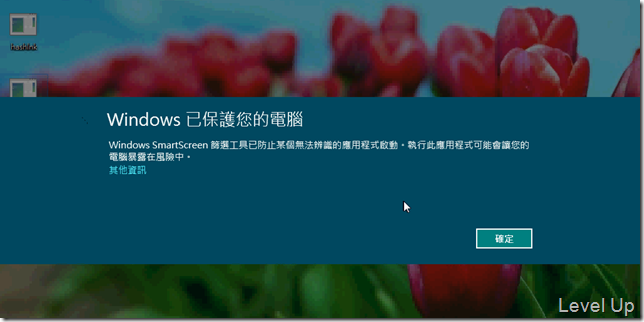 Windows 已保護您的電腦
Windows SmartScreen 篩選工具已防止某個無法辨識的應用程式啟動。執行此應用程式可能會讓您的
電腦暴露在風險中。
其他資訊
確定
Level Up